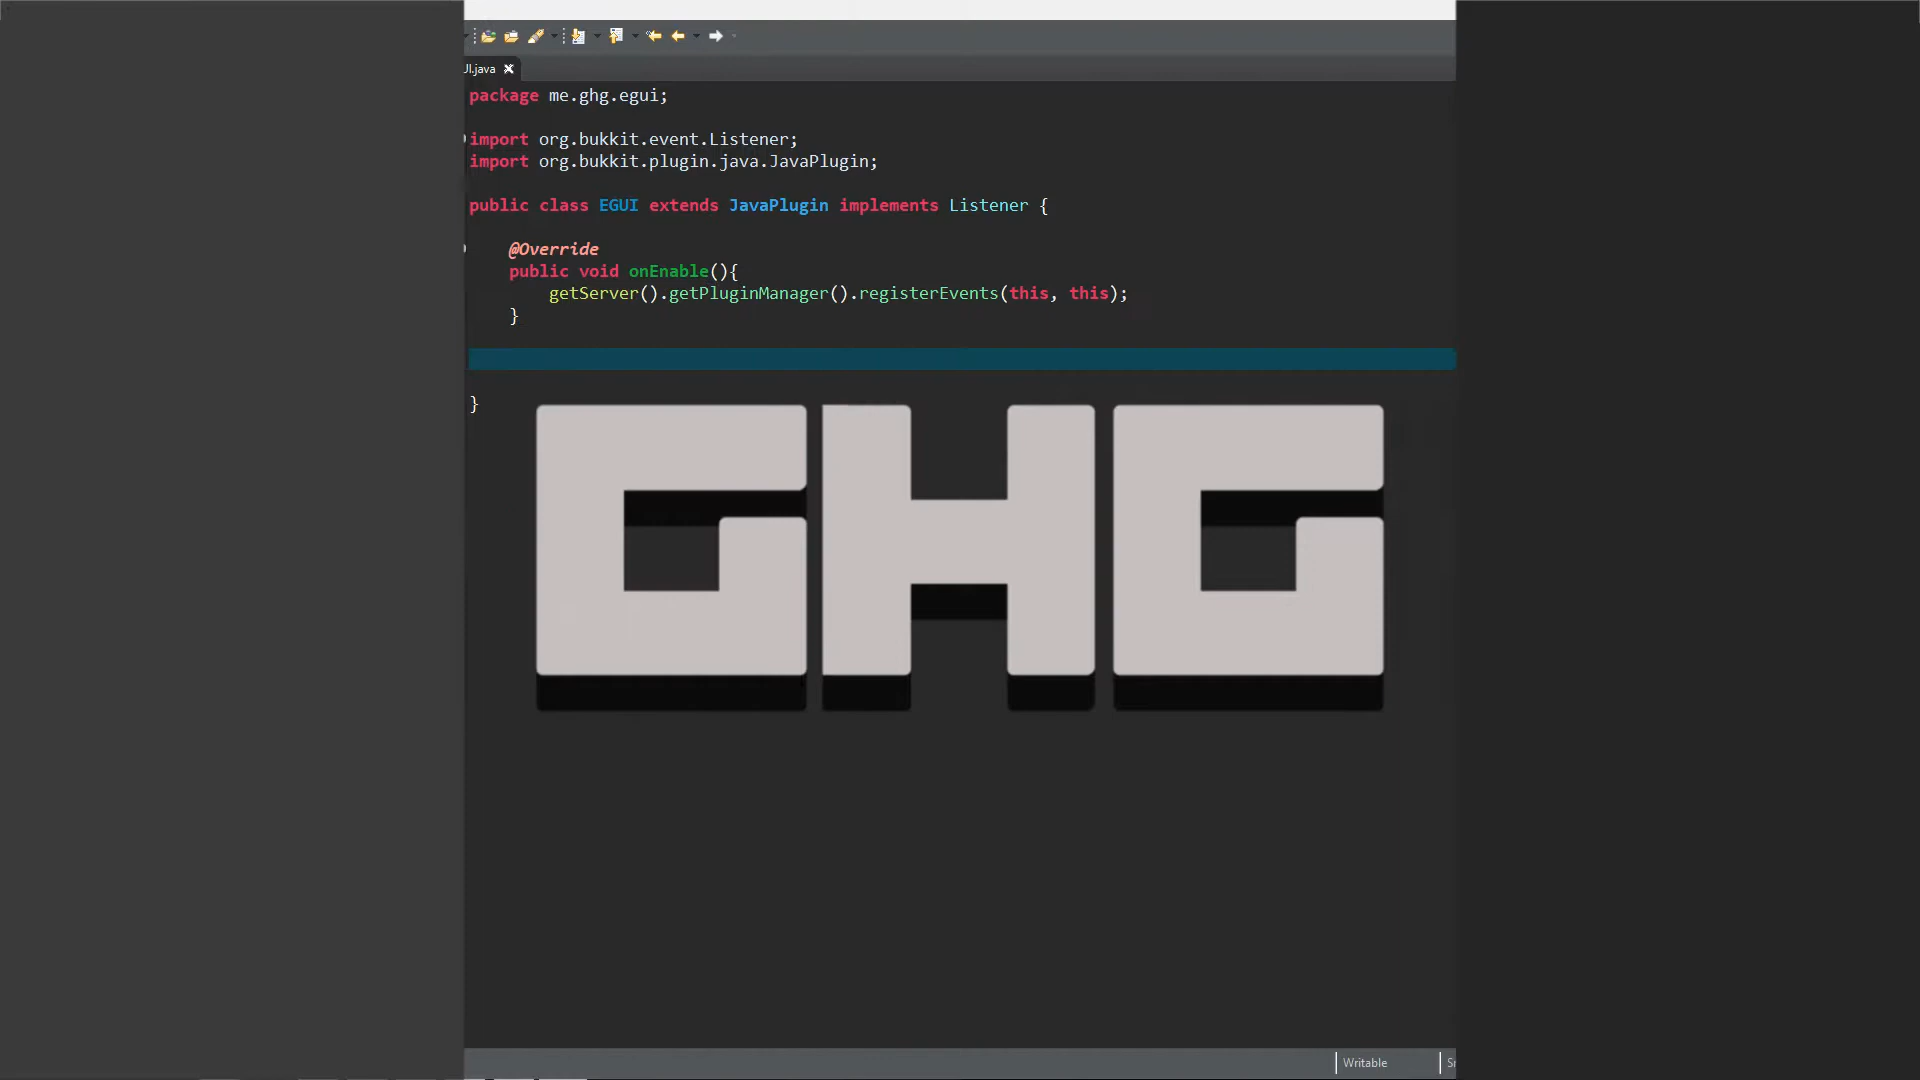 UI.java
package me.ghg.egui;
import org.bukkit.event.Listener;
import org.bukkit.plugin.java.JavaPlugin;
public class EGUI extends JavaPlugin implements Listener {
@Override
public void onEnable(){
getServer().getPluginManager().registerEvents(this, this);
}
}
GHG
Writable